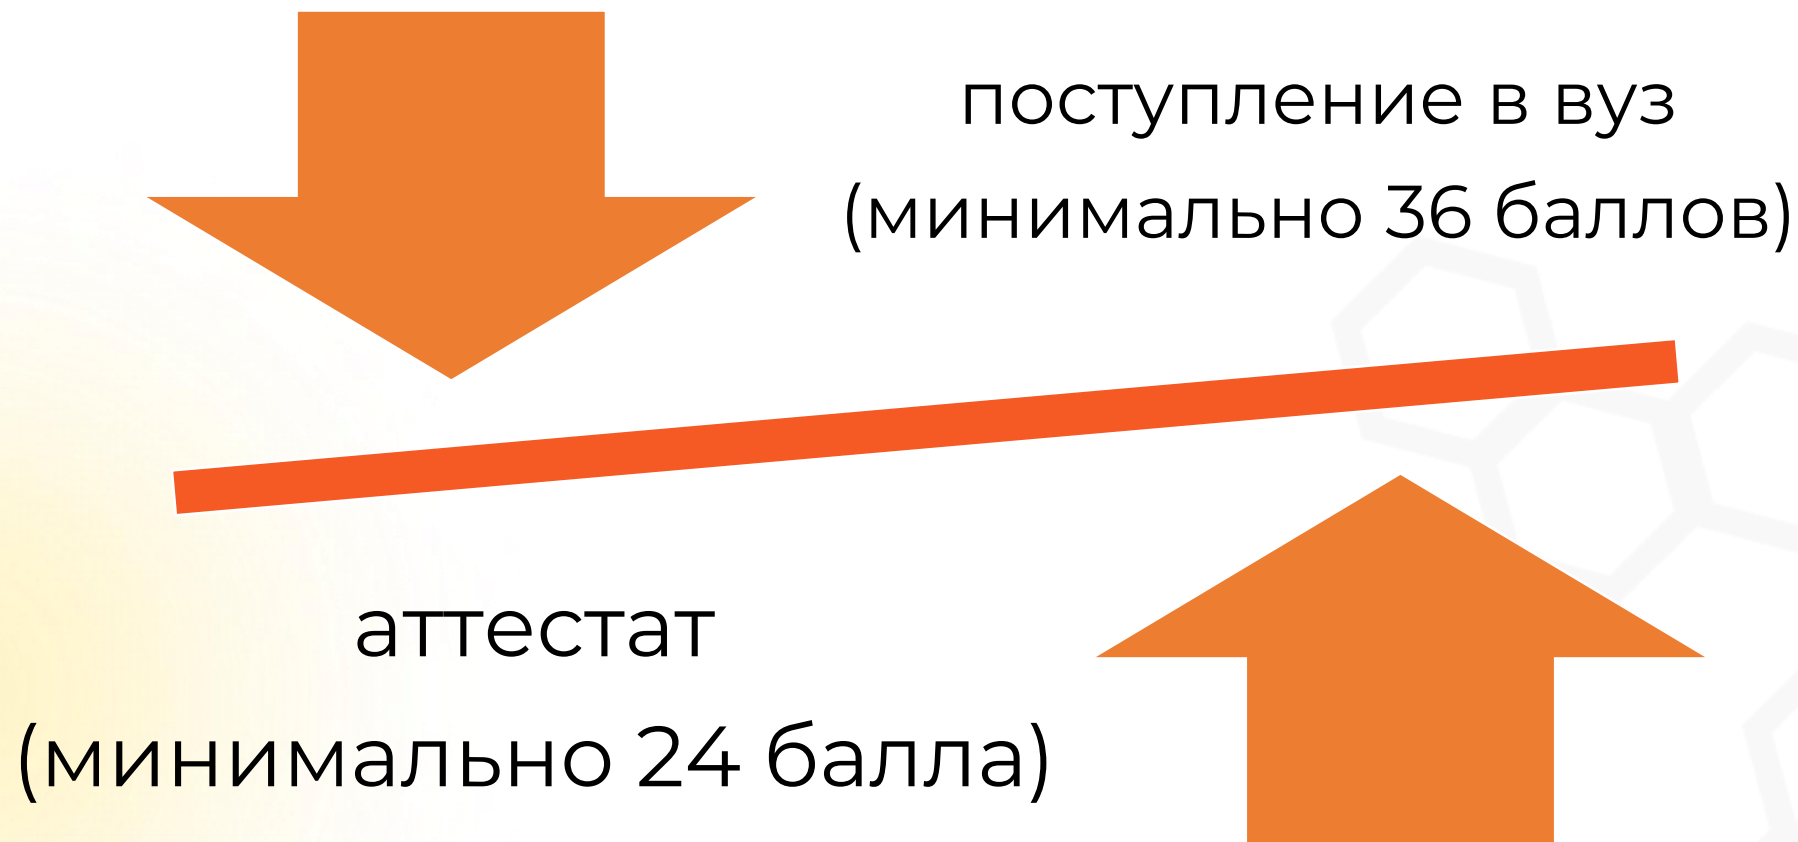 поступление в вуз
(минимально 36 баллов)
аттестат
(минимально 24 балла)